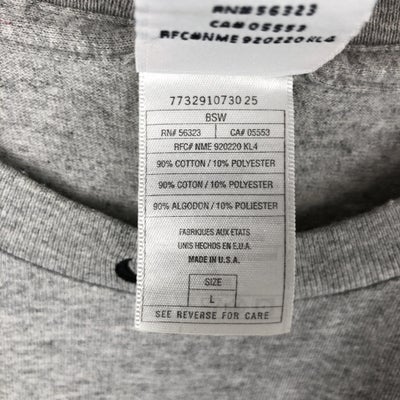 RN# 56323
CA# 05553
RFC#NME 920220 KL4
773291073025
BSW
RN# 56323 CA# 05553
RFC# NME 920220 KL4
90% COTTON / 10% POLYESTER
90% COTON / 10% POLYESTER
90% ALGODON / 10% POLIESTER
FABRIQUES AUX ETATS
UNIS HECHOS EN E.U.A.
MADE IN U.S.A.
SIZE
L
SEE REVERSE FOR CARE